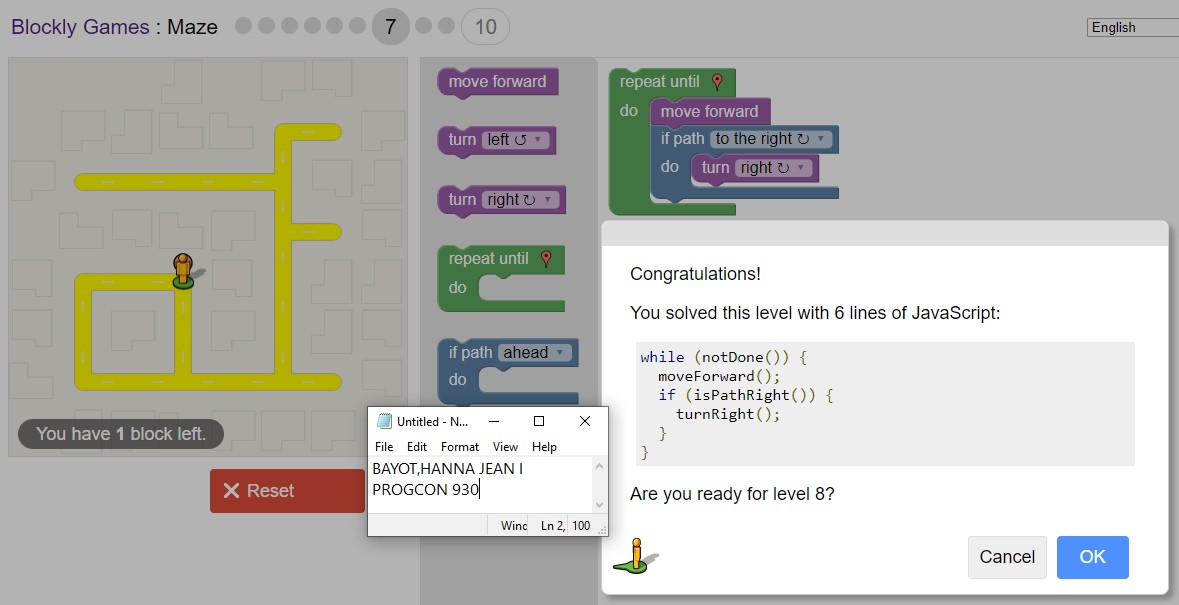 Blockly Games : Maze 7 10
English
move forward
turn left ↺ ▼
turn right ↻ ▼
repeat until
do
if path ahead ▼
do
repeat until
do move forward
if path to the right ↻ ▼
do turn right ↻ ▼
You have 1 block left.
Reset
Untitled - N...
File Edit Format View Help
BAYOT,HANNA JEAN I
PROGCON 930
Winc Ln 2, 100
Congratulations!
You solved this level with 6 lines of JavaScript:
while (notDone()) {
  moveForward();
  if (isPathRight()) {
    turnRight();
  }
}
Are you ready for level 8?
Cancel OK